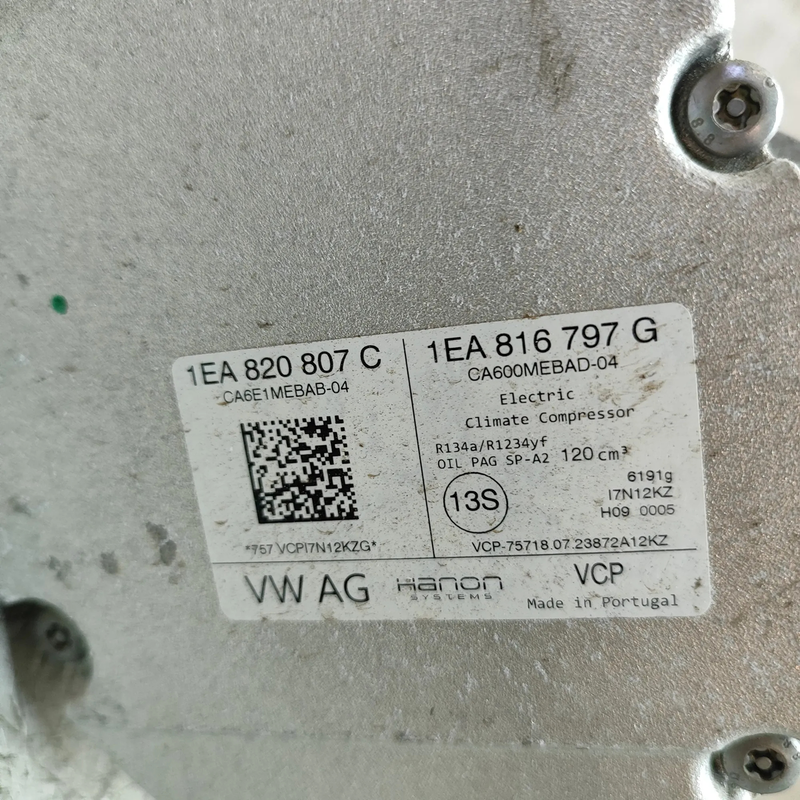 1EA 820 807 C
CA6E1MEBAB-04
*757 VCPI7N12KZG*
1EA 816 797 G
CA600MEBAD-04
Electric
Climate Compressor
R134a/R1234yf
OIL PAG SP-A2 120 cm³
13S
6191g
I7N12KZ
H09 0005
VCP-75718.07.23872A12KZ
VW AG
Hanon
SYSTEMS
VCP
Made in Portugal
8.8